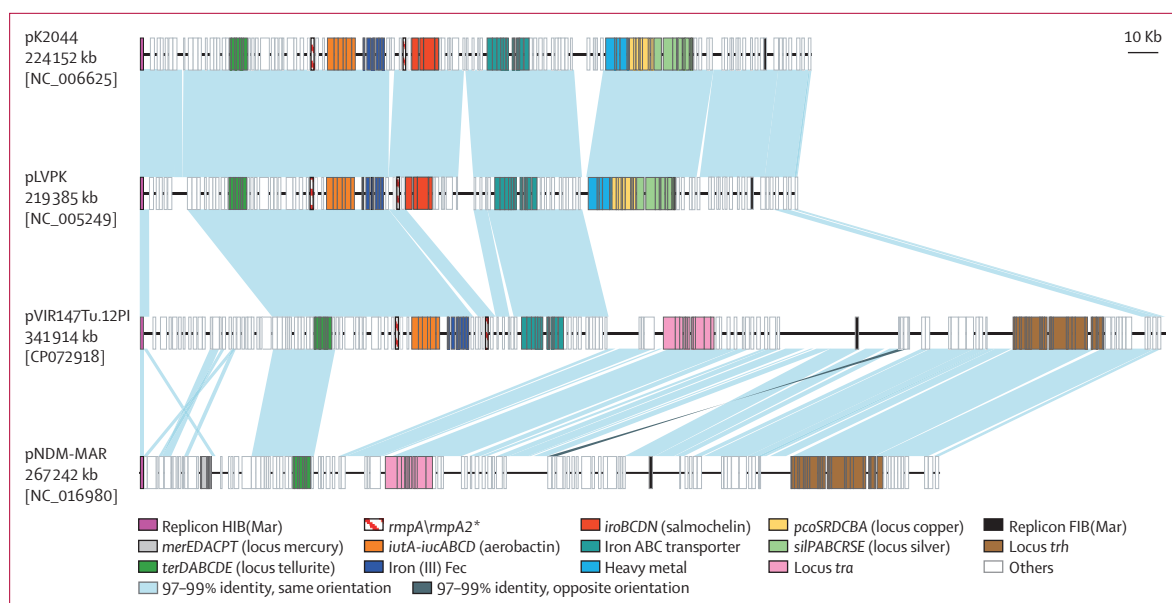 pK2044
224152 kb
[NC_006625]
10 Kb
pLVPK
219385 kb
[NC_005249]
pVIR147Tu.12PI
341914 kb
[CP072918]
pNDM-MAR
267242 kb
[NC_016980]
Replicon HIB(Mar)
rmpA\rmpA2*
iroBCDN (salmochelin)
pcoSRDCBA (locus copper)
Replicon FIB(Mar)
merEDACPT (locus mercury)
iutA-iucABCD (aerobactin)
Iron ABC transporter
silPABCRSE (locus silver)
Locus trh
terDABCDE (locus tellurite)
Iron (III) Fec
Heavy metal
Locus tra
Others
97–99% identity, same orientation
97–99% identity, opposite orientation